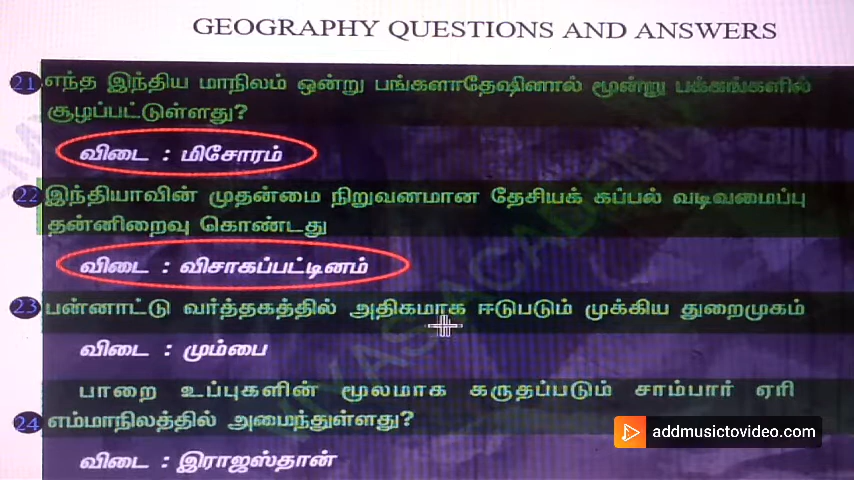 GEOGRAPHY QUESTIONS AND ANSWERS
21 எந்த இந்திய மாநிலம் ஒன்று பங்களாதேஷினால் மூன்று பக்கங்களில்
சூழப்பட்டுள்ளது?
விடை : மிசோரம்
22 இந்தியாவின் முதன்மை நிறுவனமான தேசியக் கப்பல் வடிவமைப்பு
தன்னிறைவு கொண்டது
விடை : விசாகப்பட்டினம்
23 பன்னாட்டு வர்த்தகத்தில் அதிகமாக ஈடுபடும் முக்கிய துறைமுகம்
விடை : மும்பை
பாறை உப்புகளின் மூலமாக கருதப்படும் சாம்பார் ஏரி
24 எம்மாநிலத்தில் அமைந்துள்ளது?
விடை : இராஜஸ்தான்
addmusictovideo.com